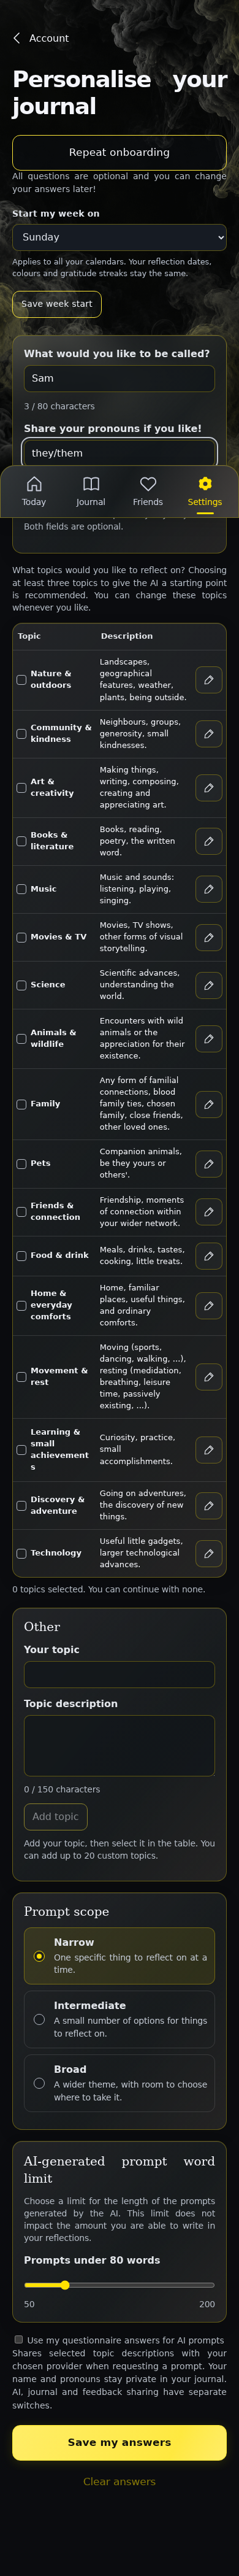 Account
Personalise your
journal
Repeat onboarding
All questions are optional and you can change
your answers later!
Start my week on
Sunday
Applies to all your calendars. Your reflection dates,
colours and gratitude streaks stay the same.
Save week start
What would you like to be called?
Sam
3 / 80 characters
Share your pronouns if you like!
they/them
Today
Journal
Friends
Settings
Both fields are optional.
What topics would you like to reflect on? Choosing
at least three topics to give the AI a starting point
is recommended. You can change these topics
whenever you like.
Topic
Description
Nature &
outdoors
Landscapes,
geographical
features, weather,
plants, being outside.
Community &
kindness
Neighbours, groups,
generosity, small
kindnesses.
Art &
creativity
Making things,
writing, composing,
creating and
appreciating art.
Books &
literature
Books, reading,
poetry, the written
word.
Music
Music and sounds:
listening, playing,
singing.
Movies & TV
Movies, TV shows,
other forms of visual
storytelling.
Science
Scientific advances,
understanding the
world.
Animals &
wildlife
Encounters with wild
animals or the
appreciation for their
existence.
Family
Any form of familial
connections, blood
family ties, chosen
family, close friends,
other loved ones.
Pets
Companion animals,
be they yours or
others'.
Friends &
connection
Friendship, moments
of connection within
your wider network.
Food & drink
Meals, drinks, tastes,
cooking, little treats.
Home &
everyday
comforts
Home, familiar
places, useful things,
and ordinary
comforts.
Movement &
rest
Moving (sports,
dancing, walking, ...),
resting (medidation,
breathing, leisure
time, passively
existing, ...).
Learning &
small
achievement
s
Curiosity, practice,
small
accomplishments.
Discovery &
adventure
Going on adventures,
the discovery of new
things.
Technology
Useful little gadgets,
larger technological
advances.
0 topics selected. You can continue with none.
Other
Your topic
Topic description
0 / 150 characters
Add topic
Add your topic, then select it in the table. You
can add up to 20 custom topics.
Prompt scope
Narrow
One specific thing to reflect on at a
time.
Intermediate
A small number of options for things
to reflect on.
Broad
A wider theme, with room to choose
where to take it.
AI-generated prompt word
limit
Choose a limit for the length of the prompts
generated by the AI. This limit does not
impact the amount you are able to write in
your reflections.
Prompts under 80 words
50
200
Use my questionnaire answers for AI prompts
Shares selected topic descriptions with your
chosen provider when requesting a prompt. Your
name and pronouns stay private in your journal.
AI, journal and feedback sharing have separate
switches.
Save my answers
Clear answers